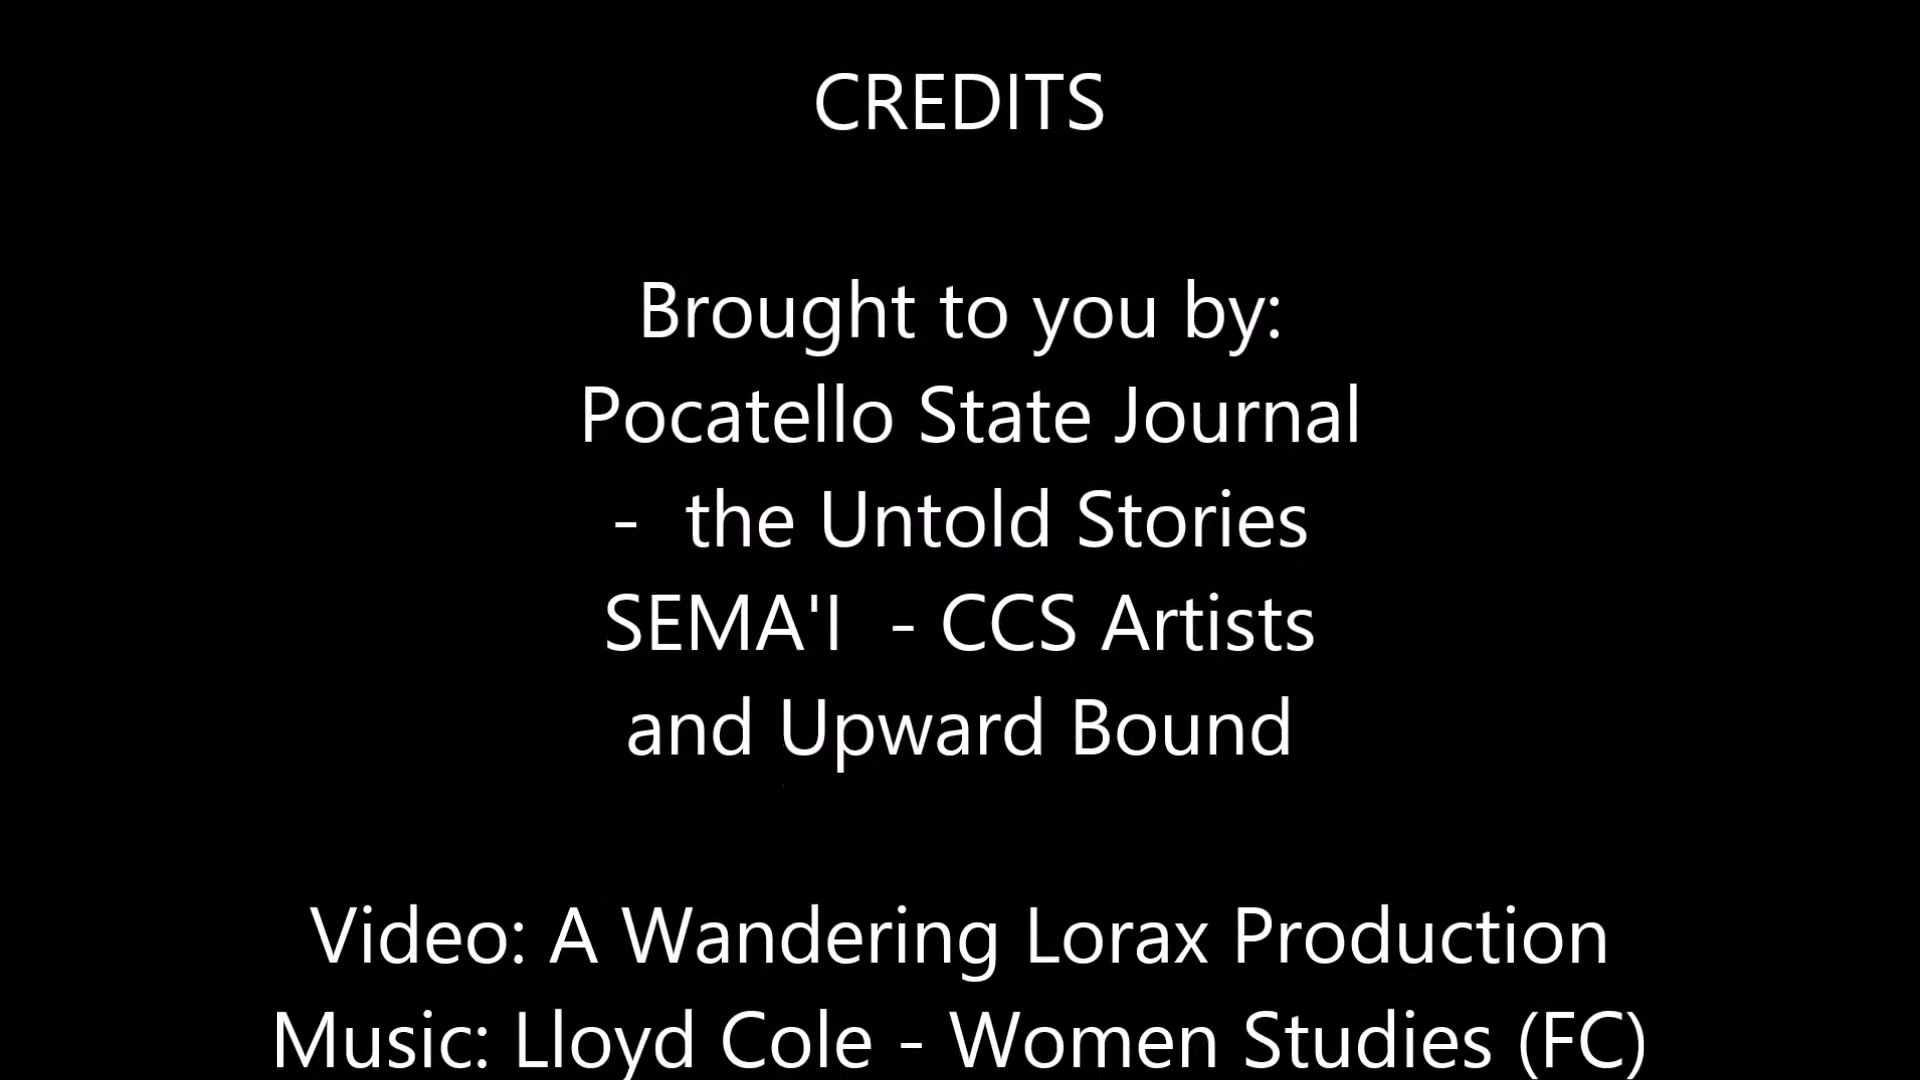 CREDITS
Brought to you by:
Pocatello State Journal
-  the Untold Stories
SEMA'I  - CCS Artists
and Upward Bound
Video: A Wandering Lorax Production
Music: Lloyd Cole - Women Studies (FC)